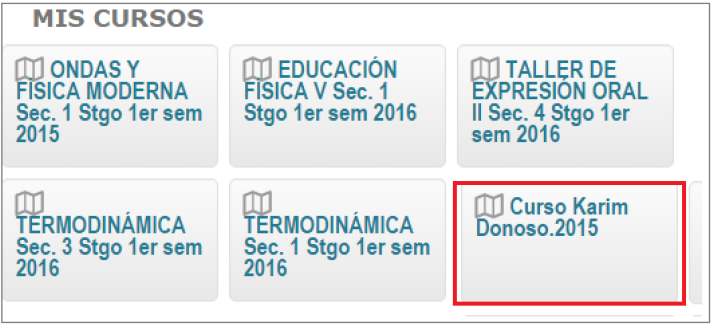 MIS CURSOS
ONDAS Y
FÍSICA MODERNA
Sec. 1 Stgo 1er sem
2015
EDUCACIÓN
FÍSICA V Sec. 1
Stgo 1er sem 2016
TALLER DE
EXPRESIÓN ORAL
II Sec. 4 Stgo 1er
sem 2016
TERMODINÁMICA
Sec. 3 Stgo 1er sem
2016
TERMODINÁMICA
Sec. 1 Stgo 1er sem
2016
Curso Karim
Donoso.2015